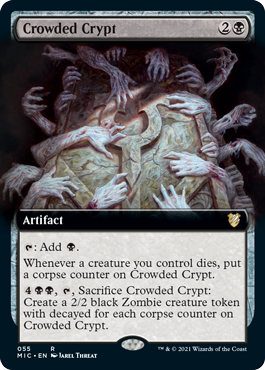 Crowded Crypt 2
Artifact
: Add .
Whenever a creature you control dies, put
a corpse counter on Crowded Crypt.
4 , , Sacrifice Crowded Crypt:
Create a 2/2 black Zombie creature token
with decayed for each corpse counter on
Crowded Crypt.
055 R
MIC • EN JAREL THREAT ™ & © 2021 Wizards of the Coast